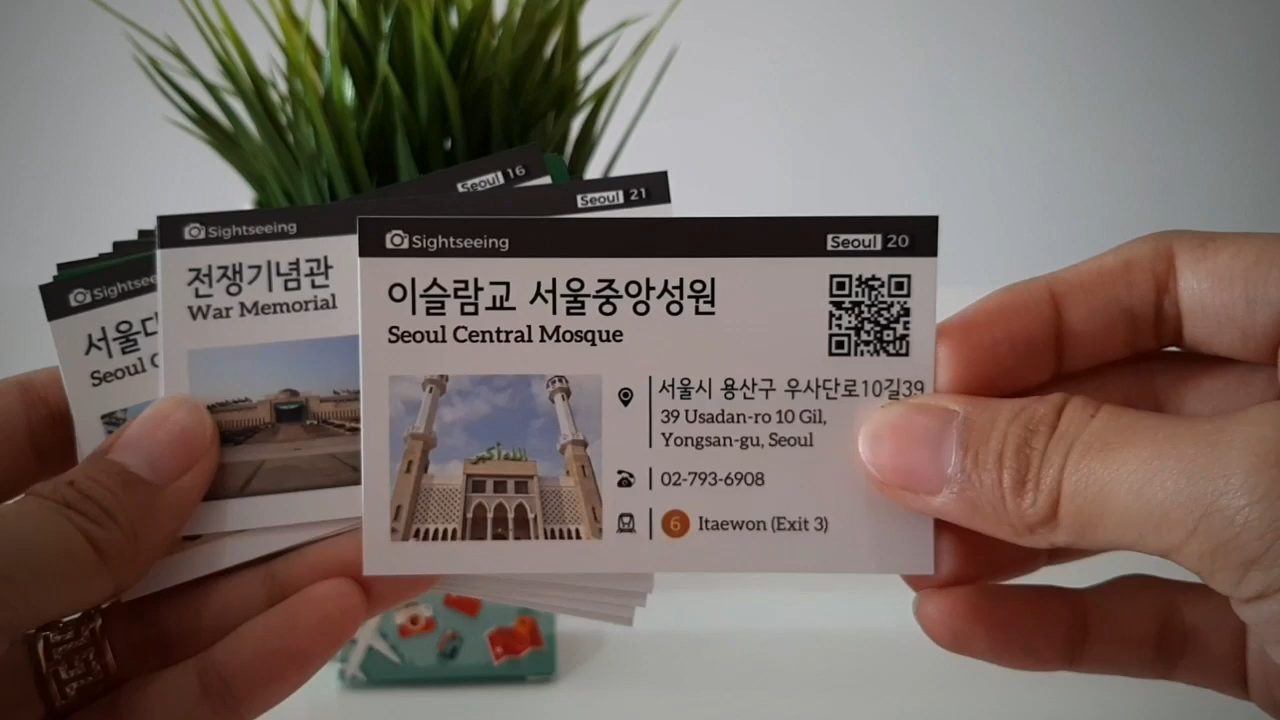 Seoul 16
Seoul 21
Sightseeing
전쟁기념관
War Memorial
서울
Seoul
Sightseeing
Seoul 20
이슬람교 서울중앙성원
Seoul Central Mosque
서울시 용산구 우사단로10길39
39 Usadan-ro 10 Gil,
Yongsan-gu, Seoul
02-793-6908
6 Itaewon (Exit 3)